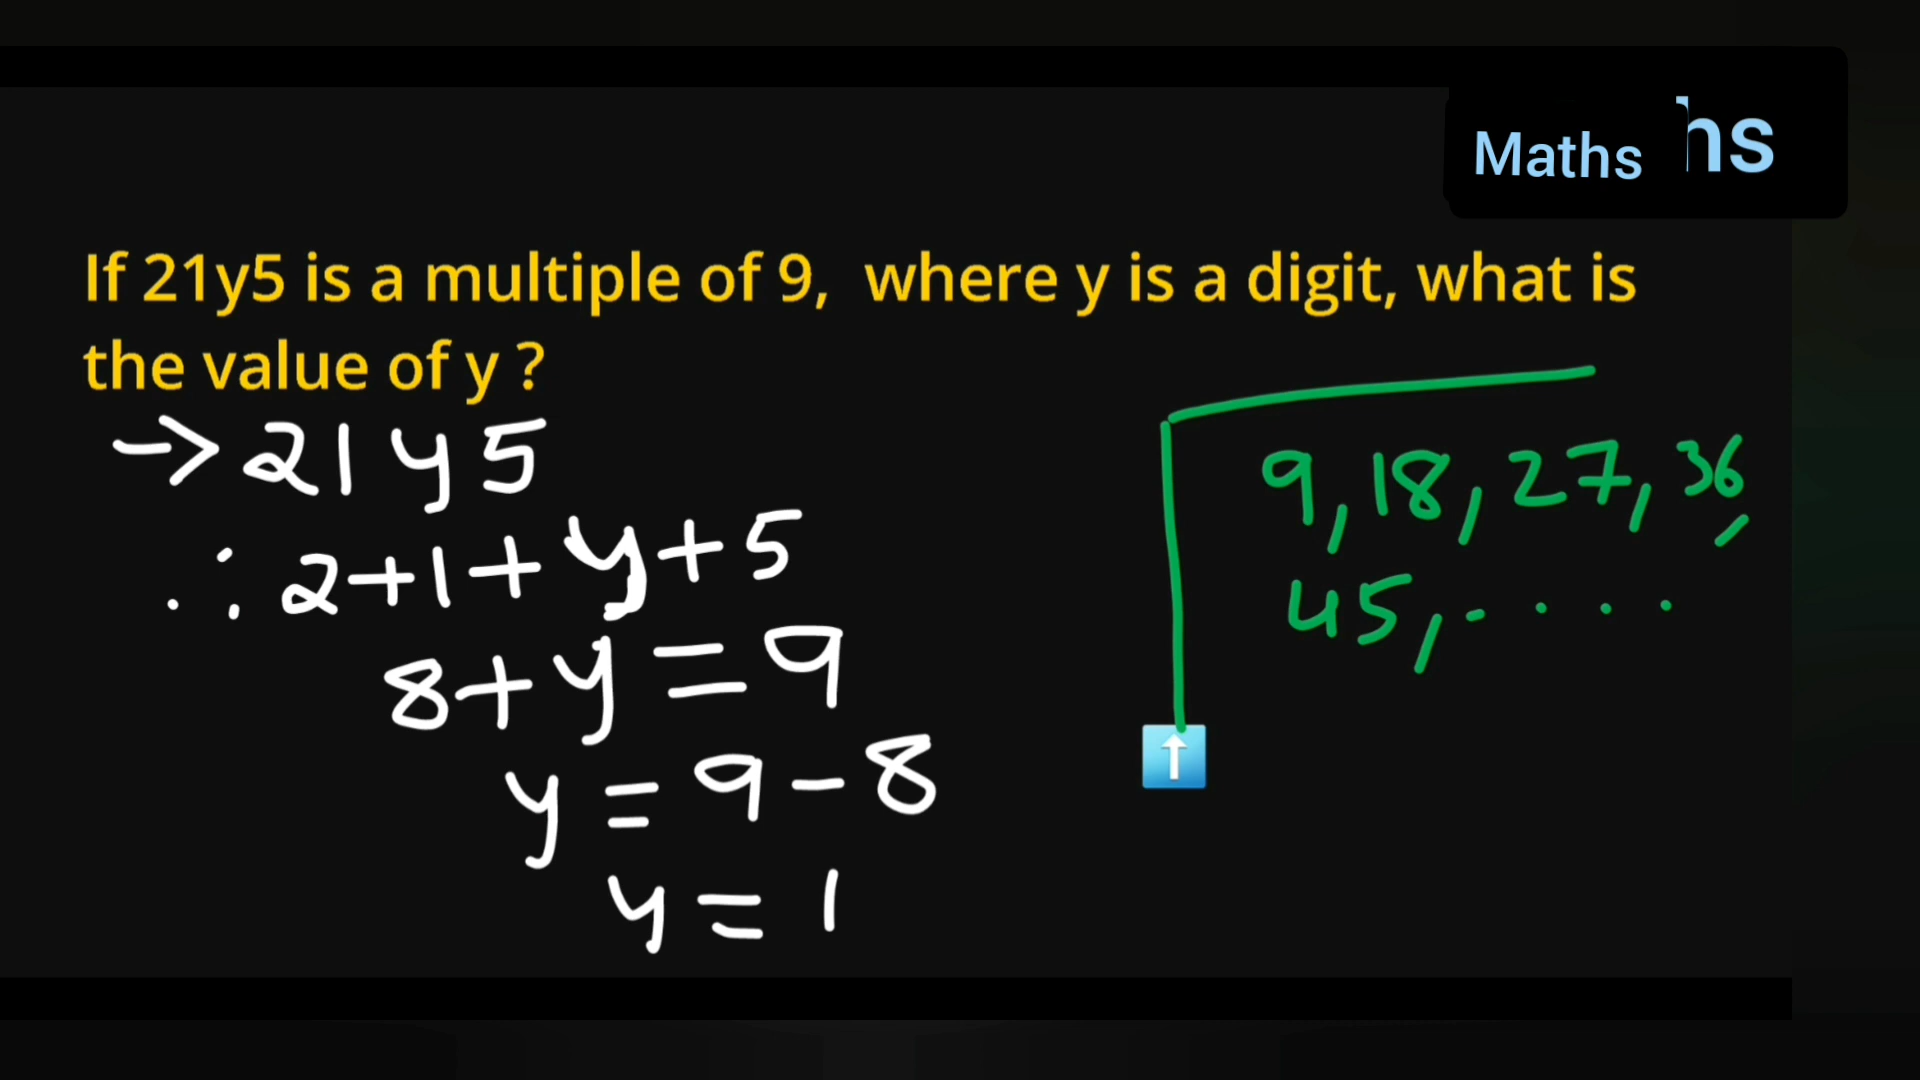 Maths hs
If 21y5 is a multiple of 9, where y is a digit, what is
the value of y ?
→ 21y5
∴ 2+1+y+5
8+y=9
y=9-8
y=1
9, 18, 27, 36,
45, . . . .
↑